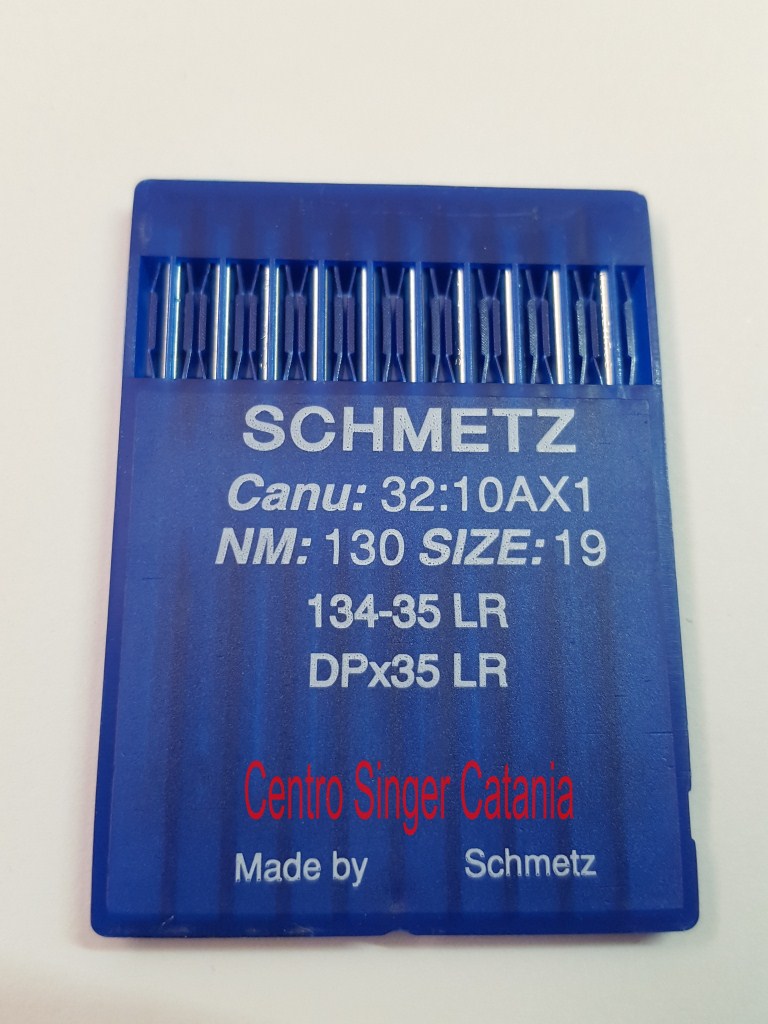 SCHMETZ
Canu: 32:10AX1
NM: 130 SIZE: 19
134-35 LR
DPx35 LR
Centro Singer Catania
Made by Schmetz